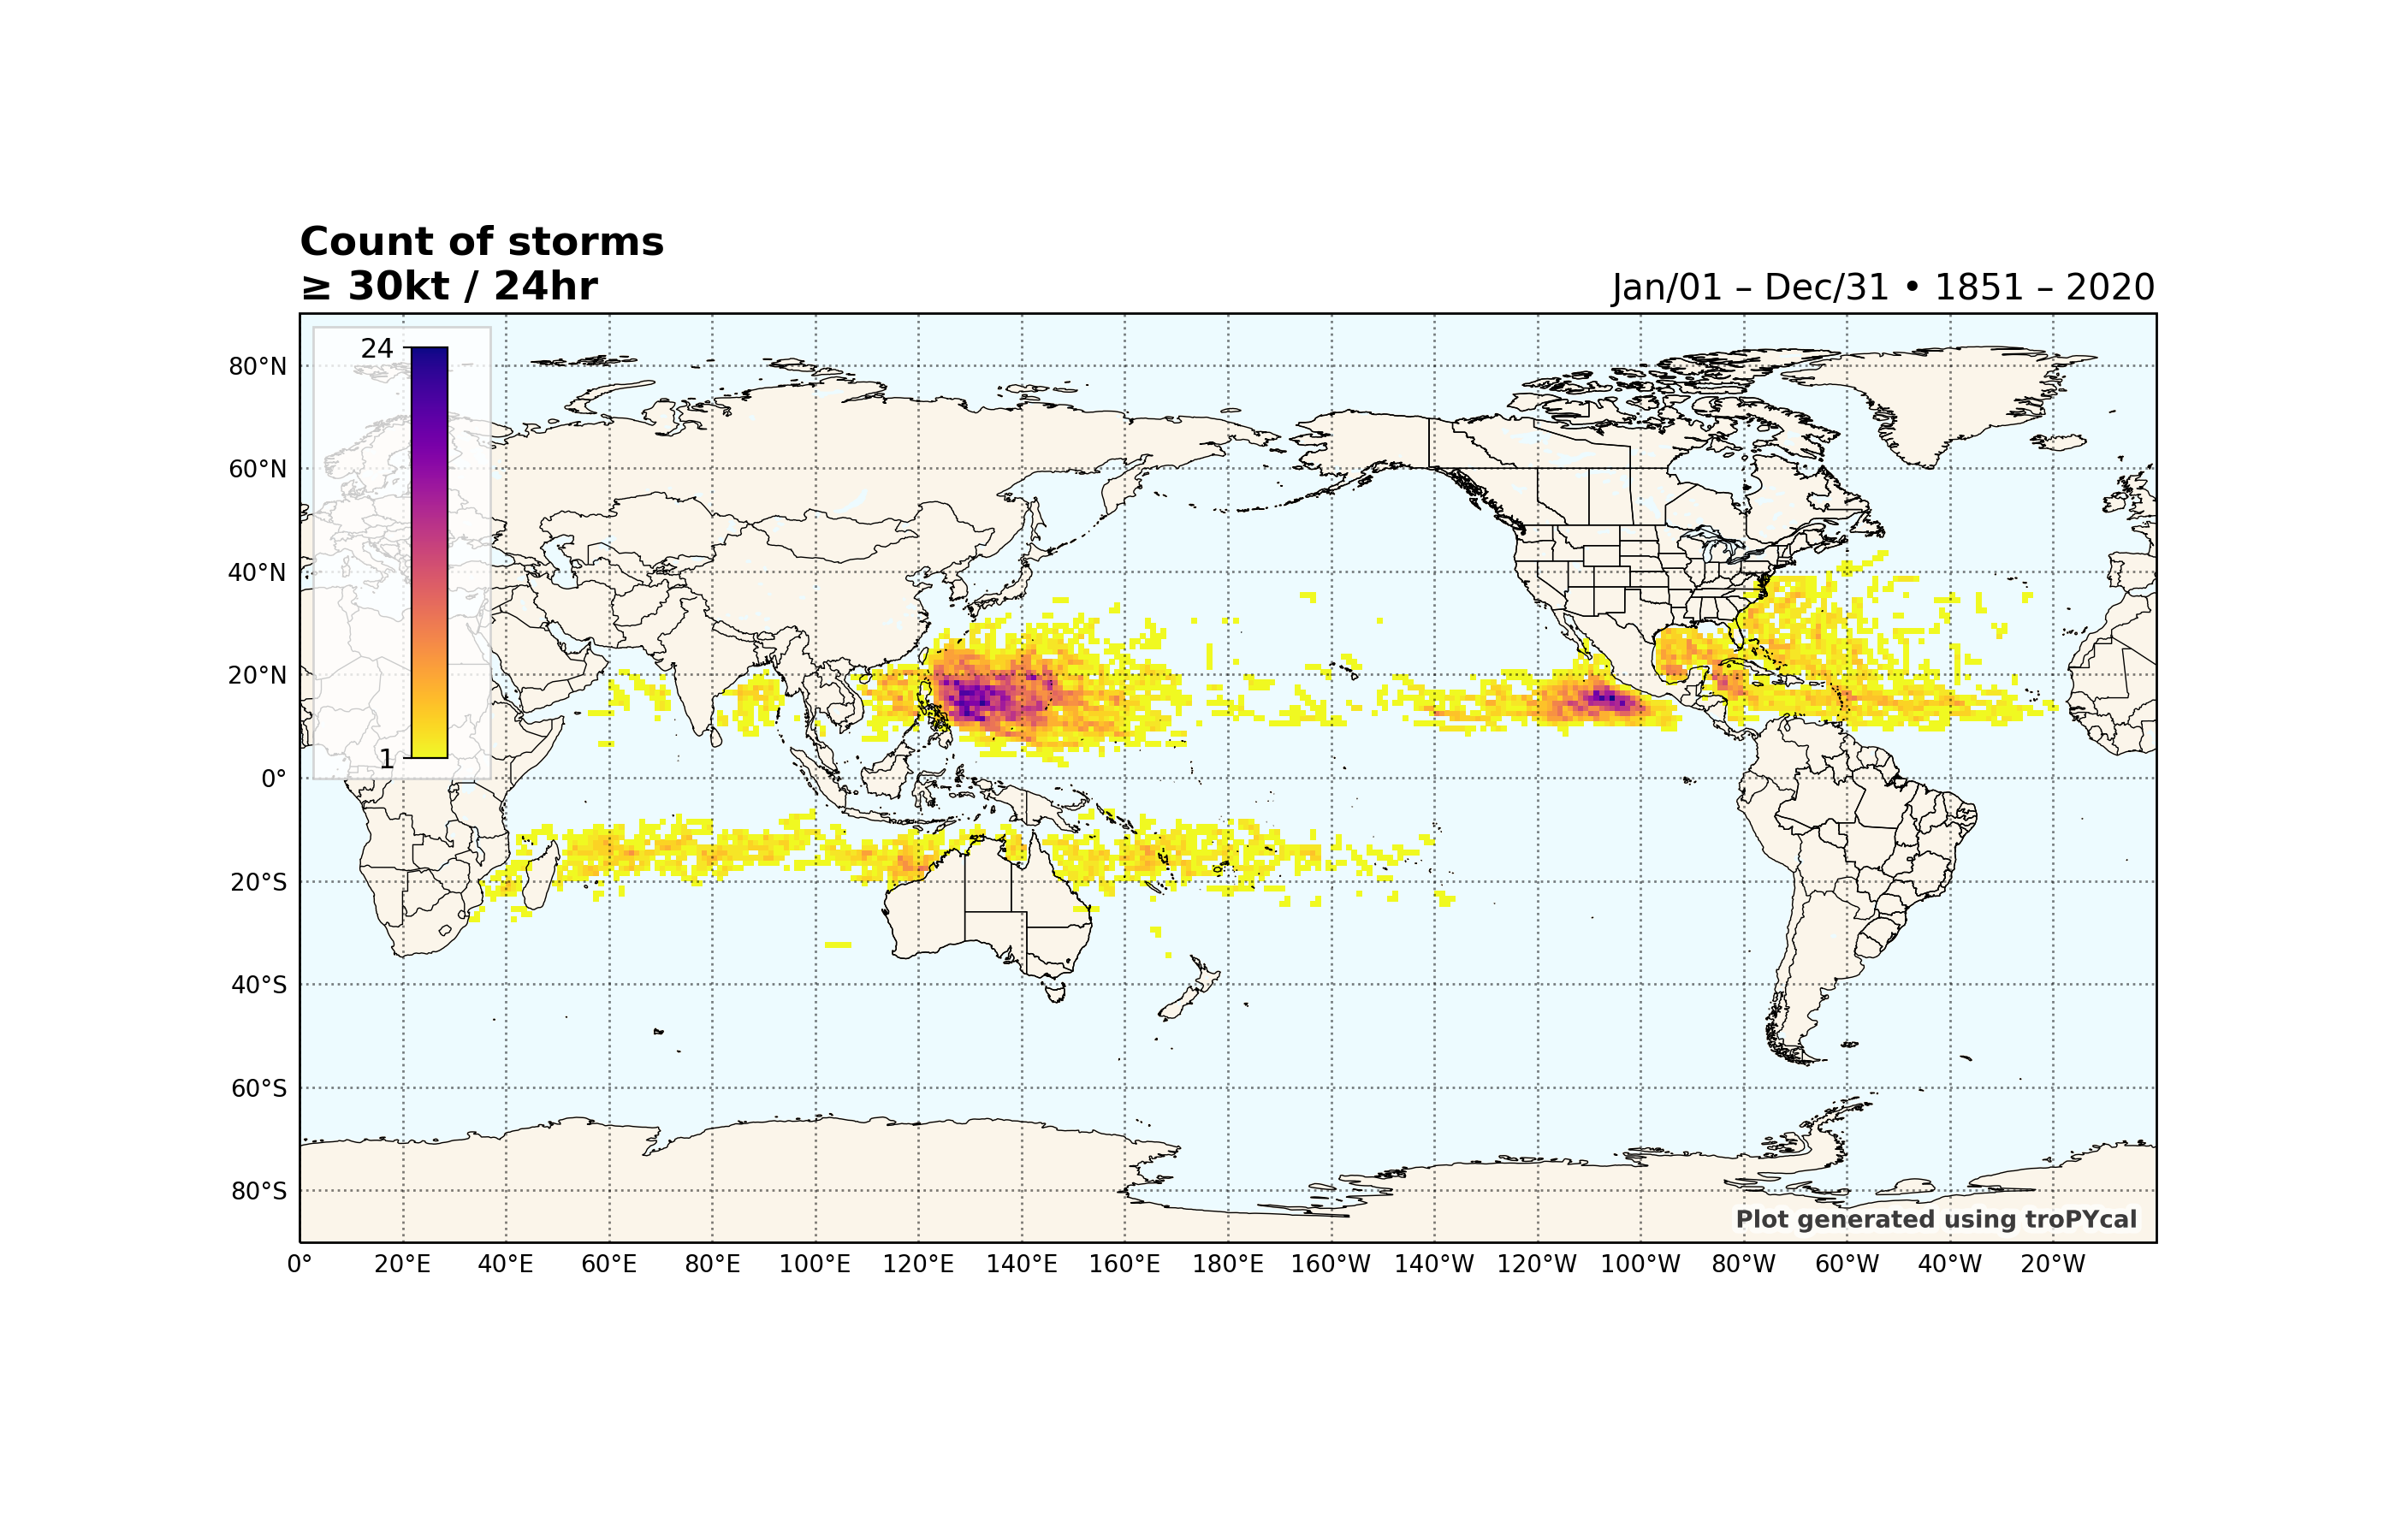 Count of storms
≥ 30kt / 24hr
Jan/01 – Dec/31 • 1851 – 2020
24
1
80°N
60°N
40°N
20°N
0°
20°S
40°S
60°S
80°S
Plot generated using troPYcal
0° 20°E 40°E 60°E 80°E 100°E 120°E 140°E 160°E 180°E 160°W 140°W 120°W 100°W 80°W 60°W 40°W 20°W